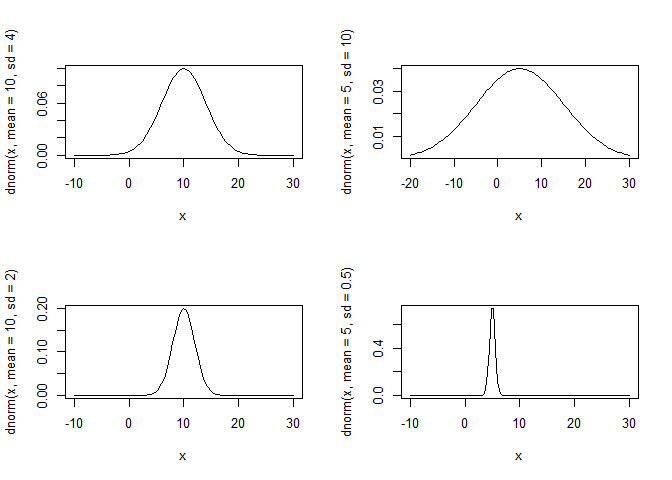 dnorm(x, mean = 10, sd = 4)
0.00 0.06
-10 0 10 20 30
x
dnorm(x, mean = 5, sd = 10)
0.01 0.03
-20 -10 0 10 20 30
x
dnorm(x, mean = 10, sd = 2)
0.00 0.10 0.20
-10 0 10 20 30
x
dnorm(x, mean = 5, sd = 0.5)
0.0 0.4
-10 0 10 20 30
x